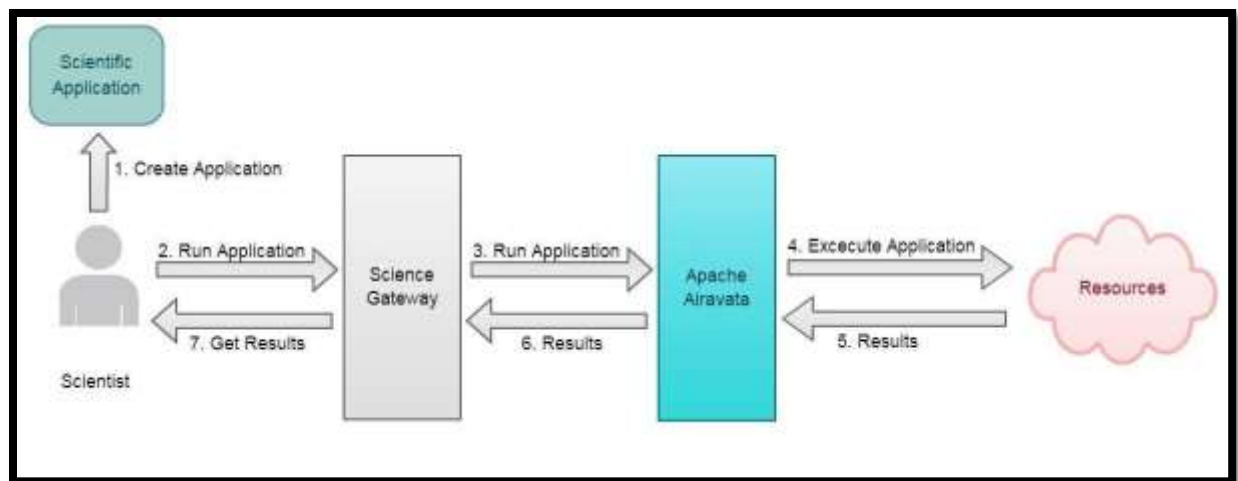 Scientific
Application
1. Create Application
2. Run Application
3. Run Application
4. Excecute Application
Science
Gateway
Apache
Airavata
Resources
7. Get Results
6. Results
5. Results
Scientist